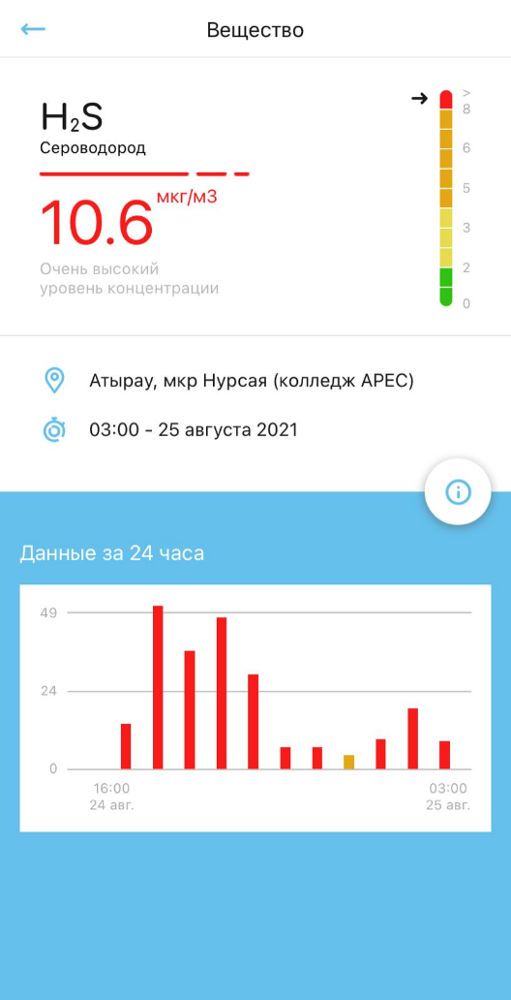 Вещество
H₂S
Сероводород
10.6 мкг/м3
Очень высокий
уровень концентрации
>
8
6
5
3
2
0
Атырау, мкр Нурсая (колледж АРЕС)
03:00 - 25 августа 2021
Данные за 24 часа
49
24
0
16:00
24 авг.
03:00
25 авг.